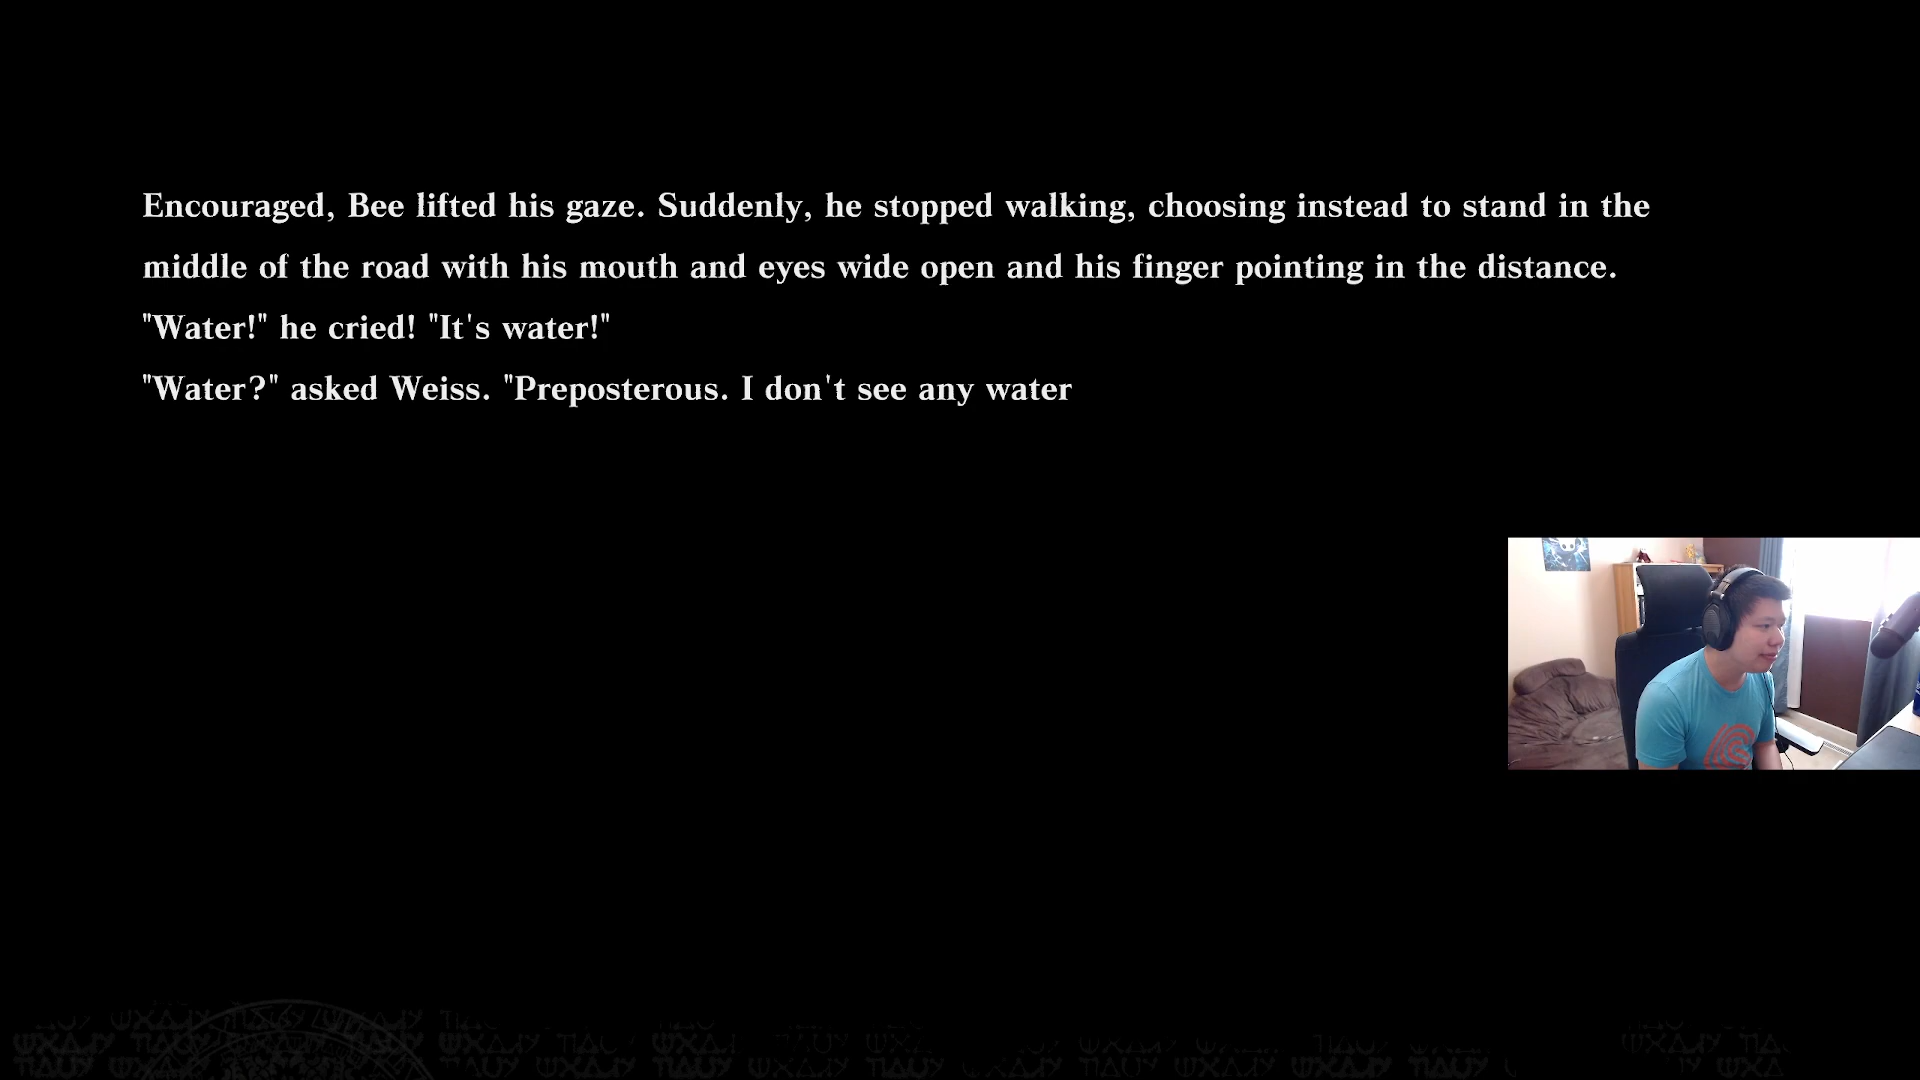 Encouraged, Bee lifted his gaze. Suddenly, he stopped walking, choosing instead to stand in the
middle of the road with his mouth and eyes wide open and his finger pointing in the distance.
"Water!" he cried! "It's water!"
"Water?" asked Weiss. "Preposterous. I don't see any water